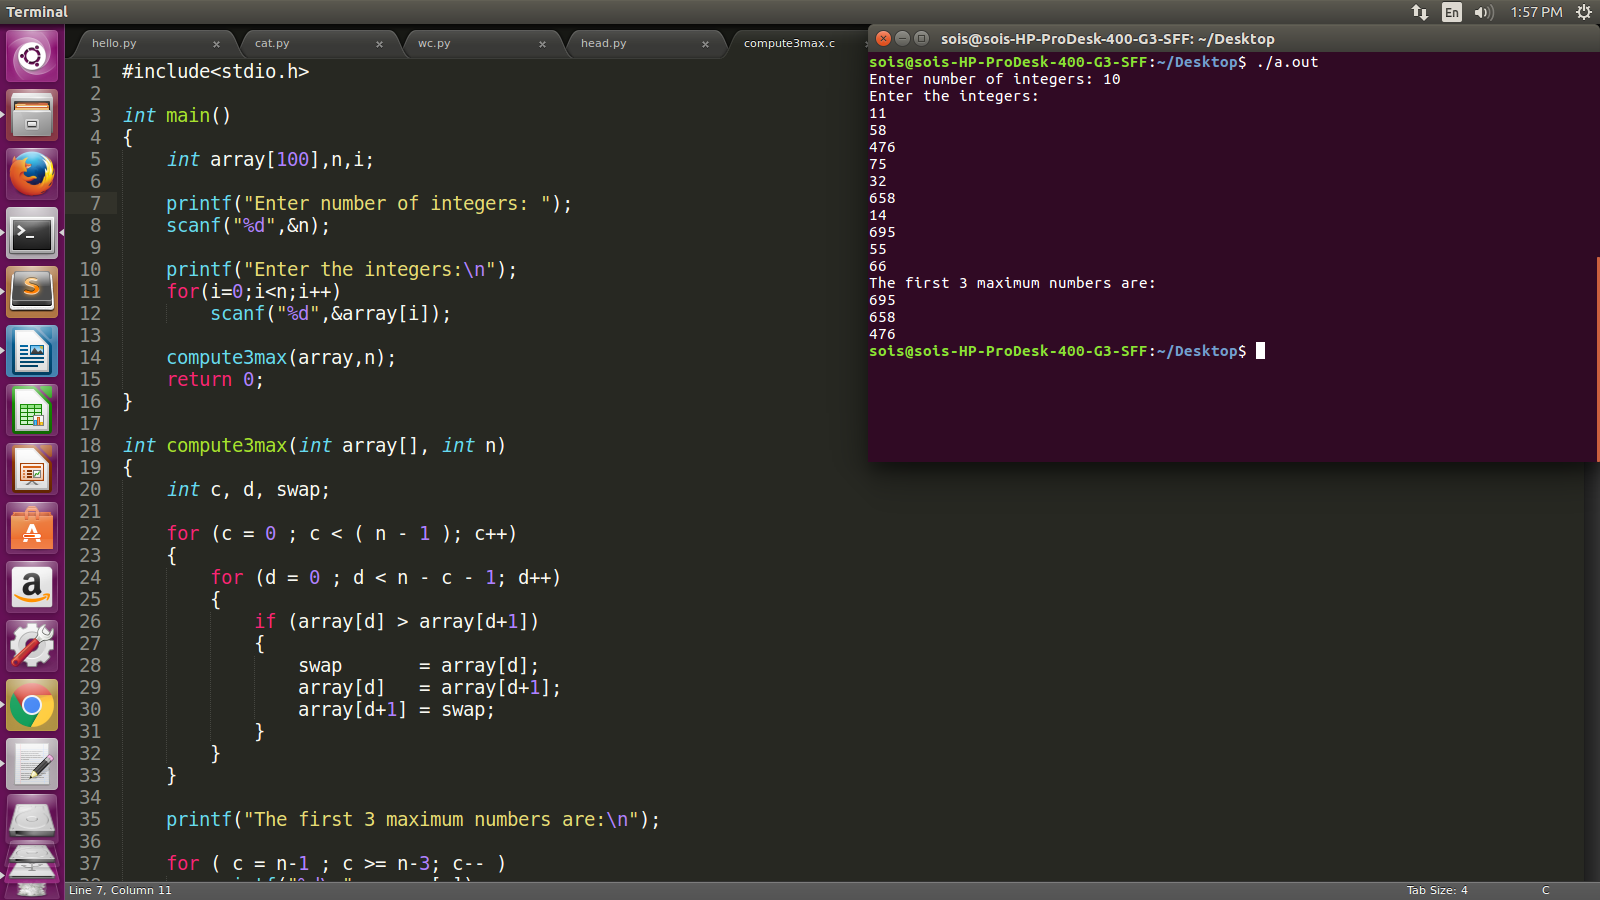 Terminal
En
1:57 PM
hello.py
cat.py
wc.py
head.py
compute3max.c
1 #include<stdio.h>
2
3 int main()
4 {
5     int array[100],n,i;
6
7     printf("Enter number of integers: ");
8     scanf("%d",&n);
9
10     printf("Enter the integers:\n");
11     for(i=0;i<n;i++)
12         scanf("%d",&array[i]);
13
14     compute3max(array,n);
15     return 0;
16 }
17
18 int compute3max(int array[], int n)
19 {
20     int c, d, swap;
21
22     for (c = 0 ; c < ( n - 1 ); c++)
23     {
24         for (d = 0 ; d < n - c - 1; d++)
25         {
26             if (array[d] > array[d+1])
27             {
28                 swap       = array[d];
29                 array[d]   = array[d+1];
30                 array[d+1] = swap;
31             }
32         }
33     }
34
35     printf("The first 3 maximum numbers are:\n");
36
37     for ( c = n-1 ; c >= n-3; c-- )
sois@sois-HP-ProDesk-400-G3-SFF: ~/Desktop
sois@sois-HP-ProDesk-400-G3-SFF:~/Desktop$ ./a.out
Enter number of integers: 10
Enter the integers:
11
58
476
75
32
658
14
695
55
66
The first 3 maximum numbers are:
695
658
476
sois@sois-HP-ProDesk-400-G3-SFF:~/Desktop$
Line 7, Column 11
Tab Size: 4
C